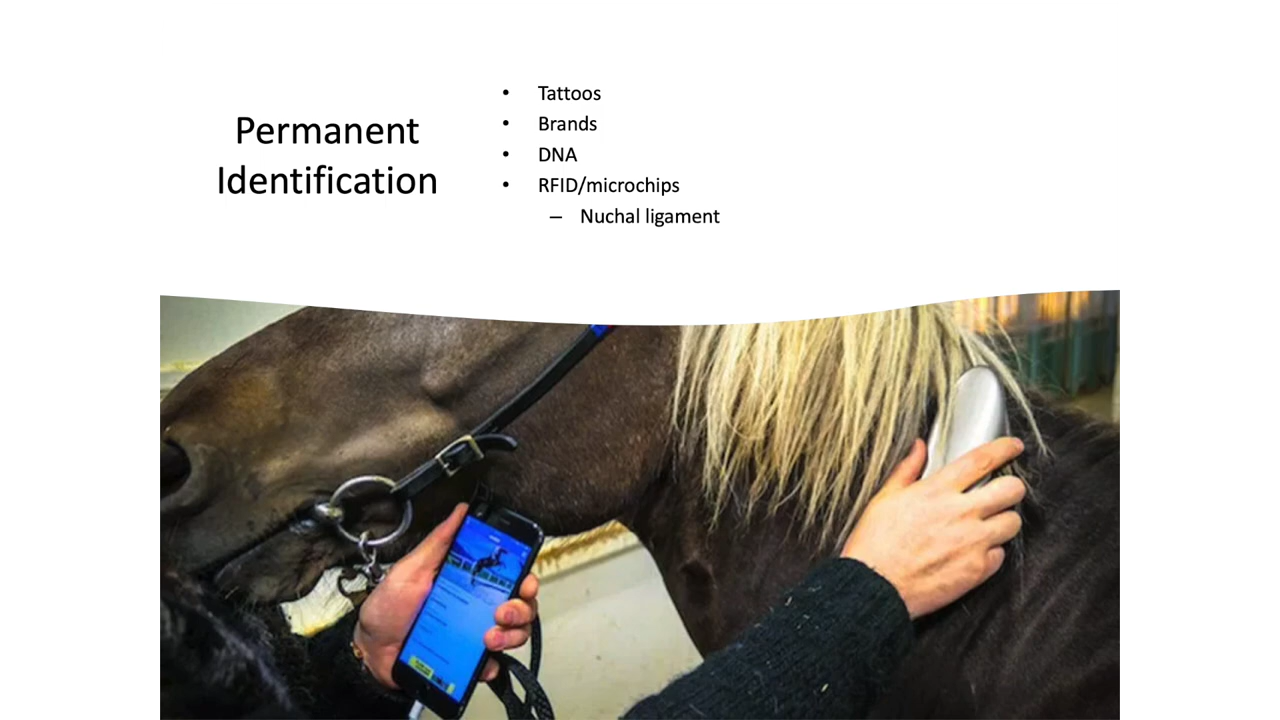 Permanent
Identification
• Tattoos
• Brands
• DNA
• RFID/microchips
– Nuchal ligament